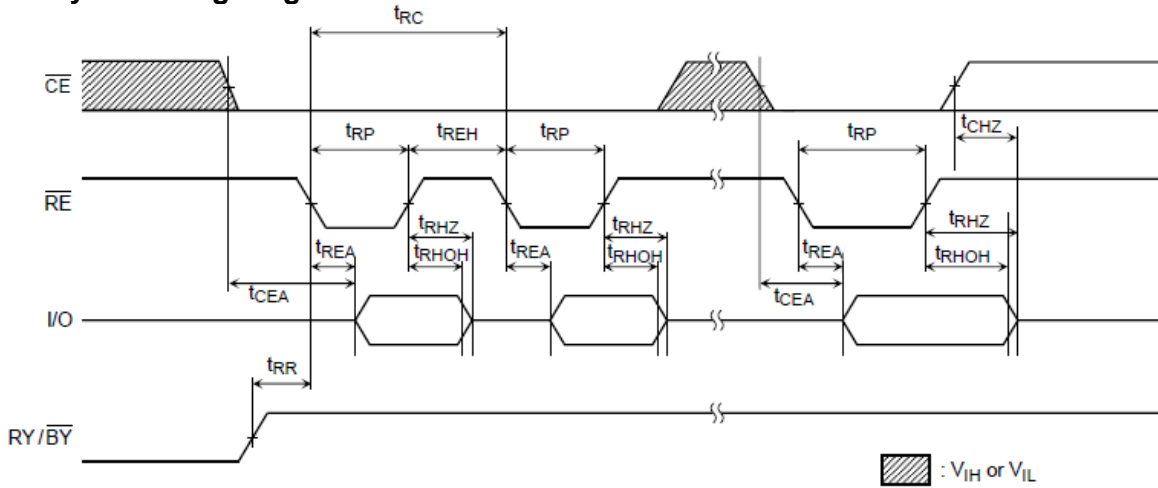 tRC
CE
tCHZ
tRP tREH tRP tRP
RE
tRHZ tRHZ tRHZ
tREA tRHOH tREA tRHOH tREA tRHOH
tCEA tCEA
I/O
tRR
RY/BY
: VIH or VIL